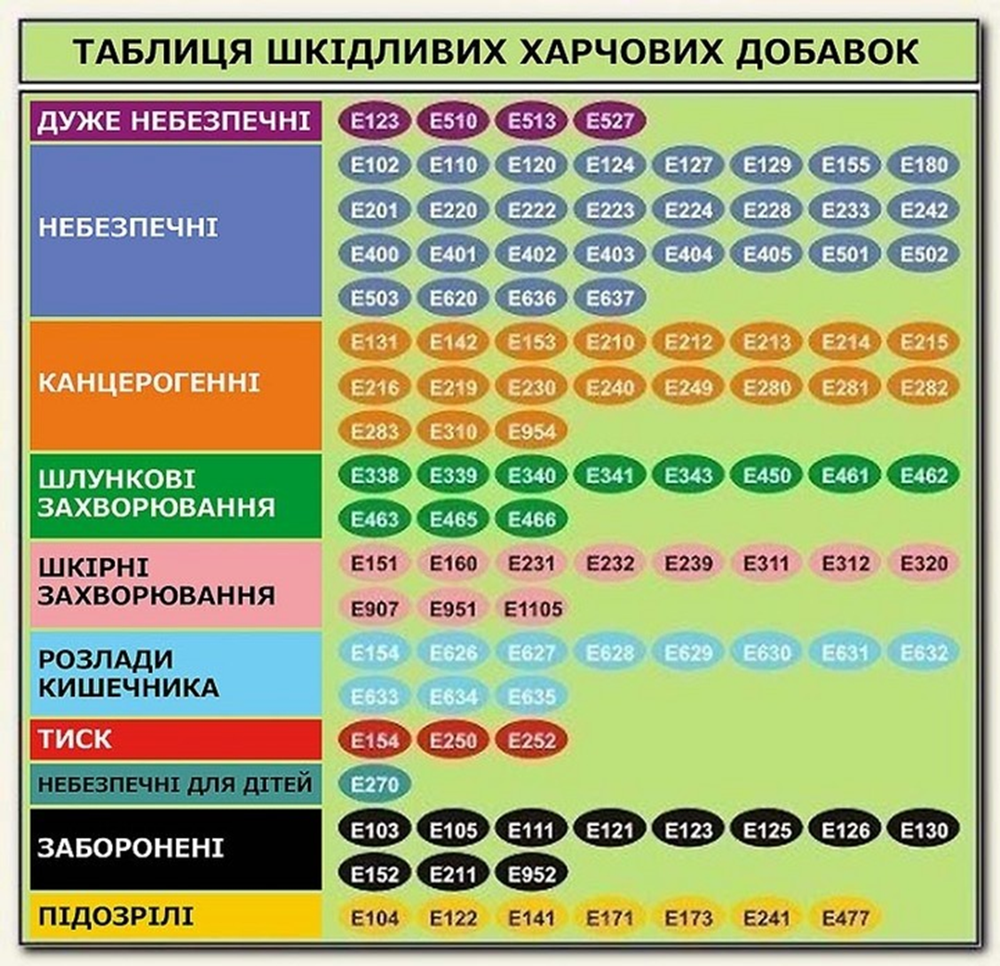 ТАБЛИЦЯ ШКІДЛИВИХ ХАРЧОВИХ ДОБАВОК
ДУЖЕ НЕБЕЗПЕЧНІ E123 E510 E513 E527
НЕБЕЗПЕЧНІ
E102 E110 E120 E124 E127 E129 E155 E180
E201 E220 E222 E223 E224 E228 E233 E242
E400 E401 E402 E403 E404 E405 E501 E502
E503 E620 E636 E637
КАНЦЕРОГЕННІ
E131 E142 E153 E210 E212 E213 E214 E215
E216 E219 E230 E240 E249 E280 E281 E282
E283 E310 E954
ШЛУНКОВІ
ЗАХВОРЮВАННЯ
E338 E339 E340 E341 E343 E450 E461 E462
E463 E465 E466
ШКІРНІ
ЗАХВОРЮВАННЯ
E151 E160 E231 E232 E239 E311 E312 E320
E907 E951 E1105
РОЗЛАДИ
КИШЕЧНИКА
E154 E626 E627 E628 E629 E630 E631 E632
E633 E634 E635
ТИСК E154 E250 E252
НЕБЕЗПЕЧНІ ДЛЯ ДІТЕЙ E270
ЗАБОРОНЕНІ
E103 E105 E111 E121 E123 E125 E126 E130
E152 E211 E952
ПІДОЗРІЛІ E104 E122 E141 E171 E173 E241 E477